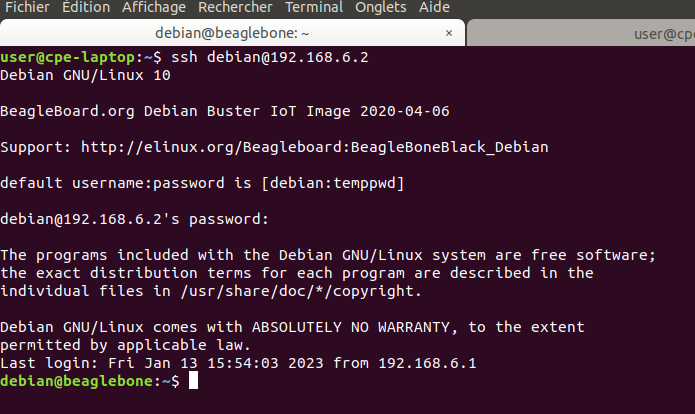 Fichier Édition Affichage Rechercher Terminal Onglets Aide
debian@beaglebone: ~ × user@cpe
user@cpe-laptop:~$ ssh debian@192.168.6.2
Debian GNU/Linux 10
BeagleBoard.org Debian Buster IoT Image 2020-04-06
Support: http://elinux.org/Beagleboard:BeagleBoneBlack_Debian
default username:password is [debian:temppwd]
debian@192.168.6.2's password:
The programs included with the Debian GNU/Linux system are free software;
the exact distribution terms for each program are described in the
individual files in /usr/share/doc/*/copyright.
Debian GNU/Linux comes with ABSOLUTELY NO WARRANTY, to the extent
permitted by applicable law.
Last login: Fri Jan 13 15:54:03 2023 from 192.168.6.1
debian@beaglebone:~$